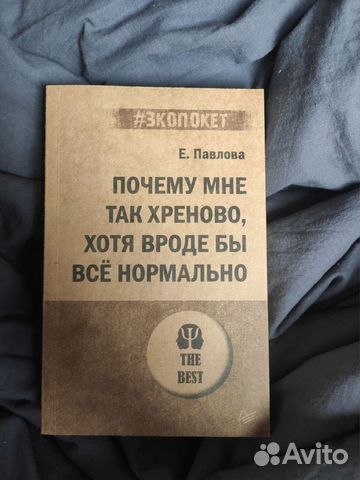 #ЭКОПОКЕТ
Е. Павлова
ПОЧЕМУ МНЕ
ТАК ХРЕНОВО,
ХОТЯ ВРОДЕ БЫ
ВСЁ НОРМАЛЬНО
Ψ
THE
BEST
Avito